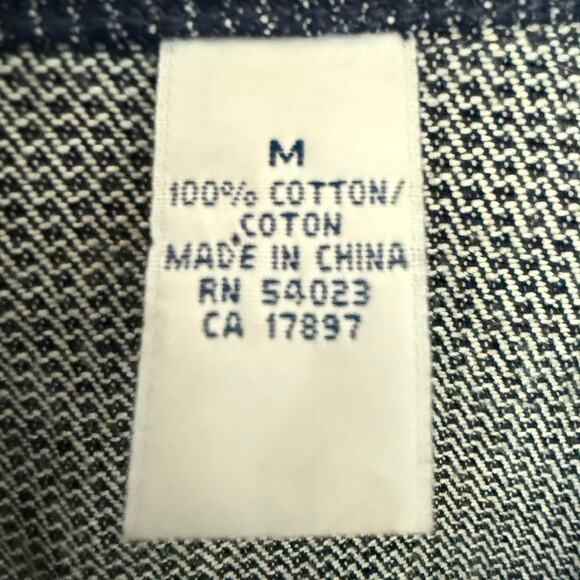 M
100% COTTON/
COTON
MADE IN CHINA
RN 54023
CA 17897